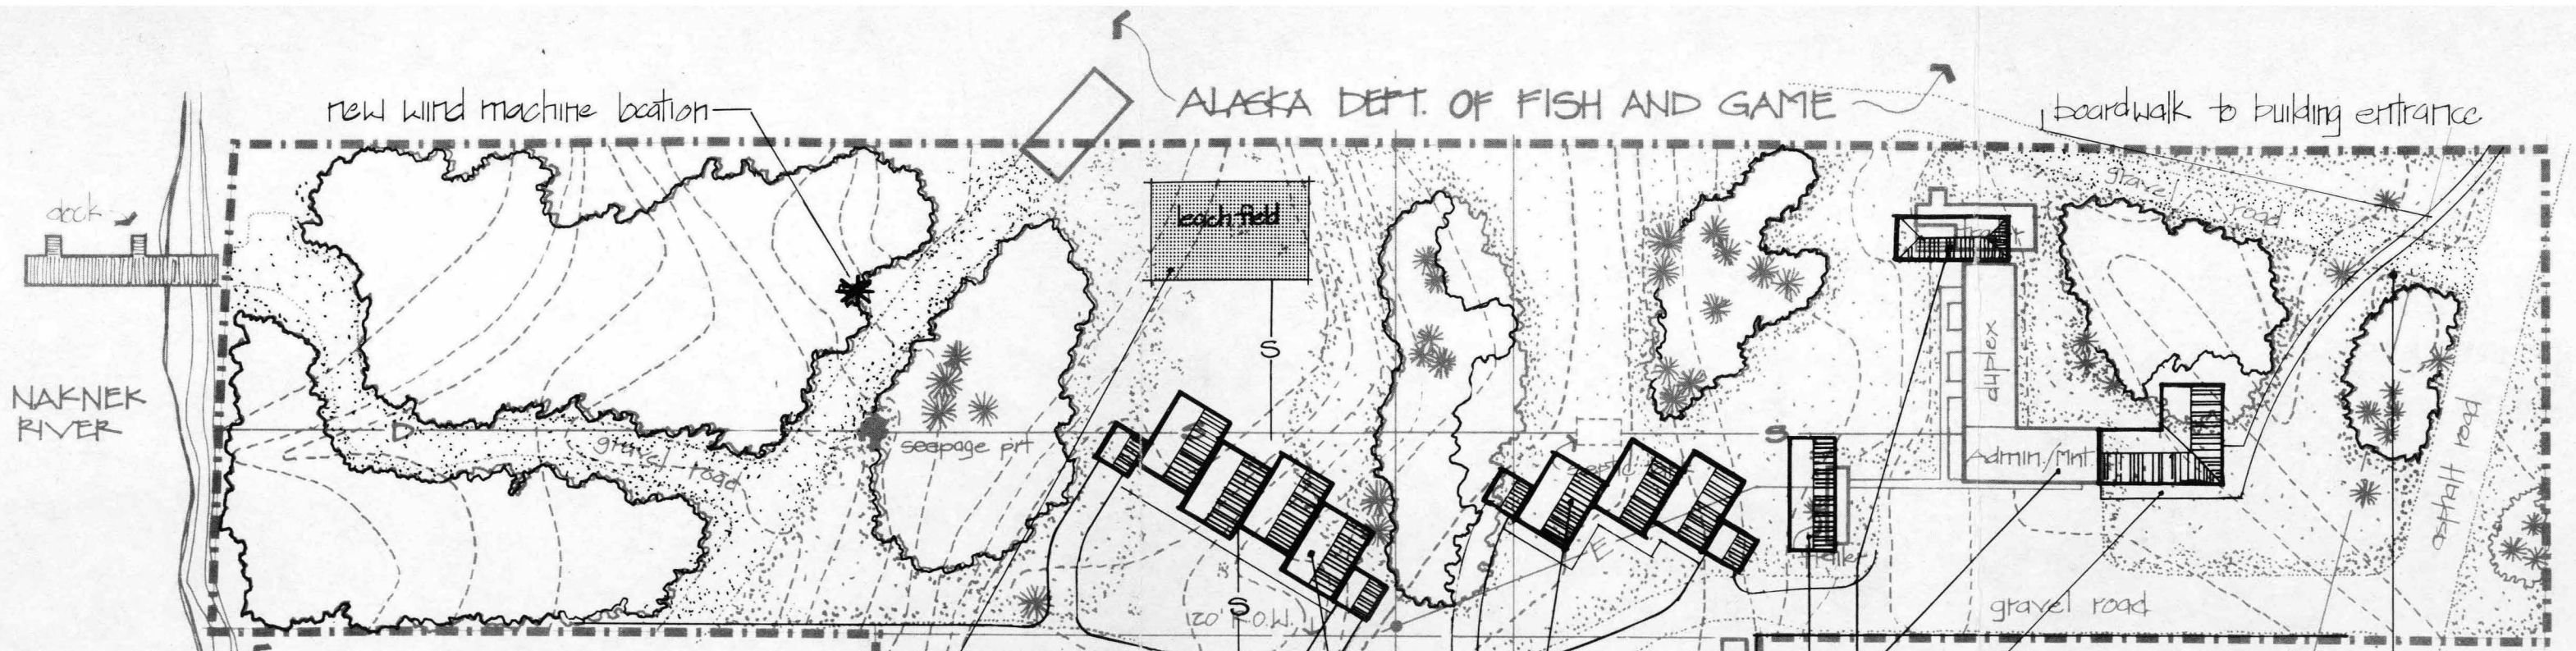 new wind machine location
ALASKA DEPT. OF FISH AND GAME
boardwalk to building entrance
gravel
road
dock
leach field
S
duplex
NAKNEK
RIVER
D
gravel
road
seepage pit
S
S
Admin./Mnt
asphalt road
E
S
S
120' R.O.W.
gravel road